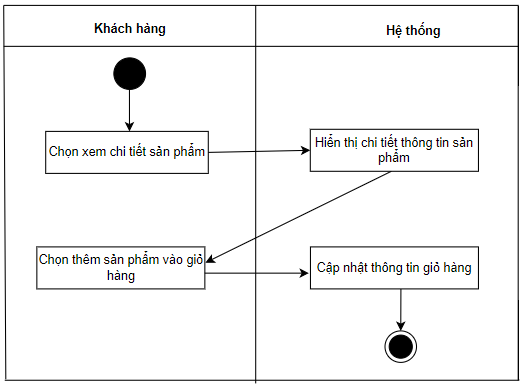 Khách hàng
Hệ thống
Chọn xem chi tiết sản phẩm
Hiển thị chi tiết thông tin sản
phẩm
Chọn thêm sản phẩm vào giỏ
hàng
Cập nhật thông tin giỏ hàng